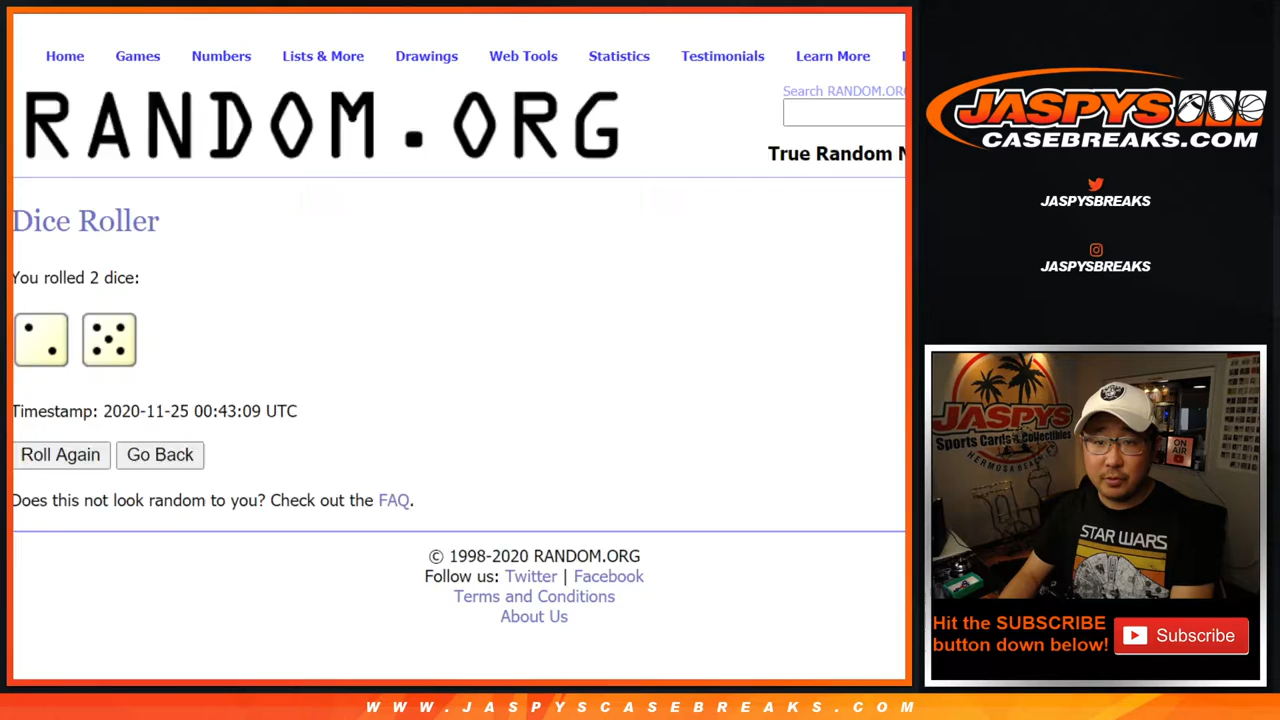 Home Games Numbers Lists & More Drawings Web Tools Statistics Testimonials Learn More
RANDOM.ORG
Search RANDOM.ORG
True Random N
Dice Roller
You rolled 2 dice:
Timestamp: 2020-11-25 00:43:09 UTC
Roll Again Go Back
Does this not look random to you? Check out the FAQ.
© 1998-2020 RANDOM.ORG
Follow us: Twitter | Facebook
Terms and Conditions
About Us
JASPYS
CASEBREAKS.COM
JASPYSBREAKS
JASPYSBREAKS
JASPYS
Sports Cards & Collectibles
HERMOSA BEACH
ON AIR
STAR WARS
Hit the SUBSCRIBE
button down below!
Subscribe
WWW.JASPYSCASEBREAKS.COM